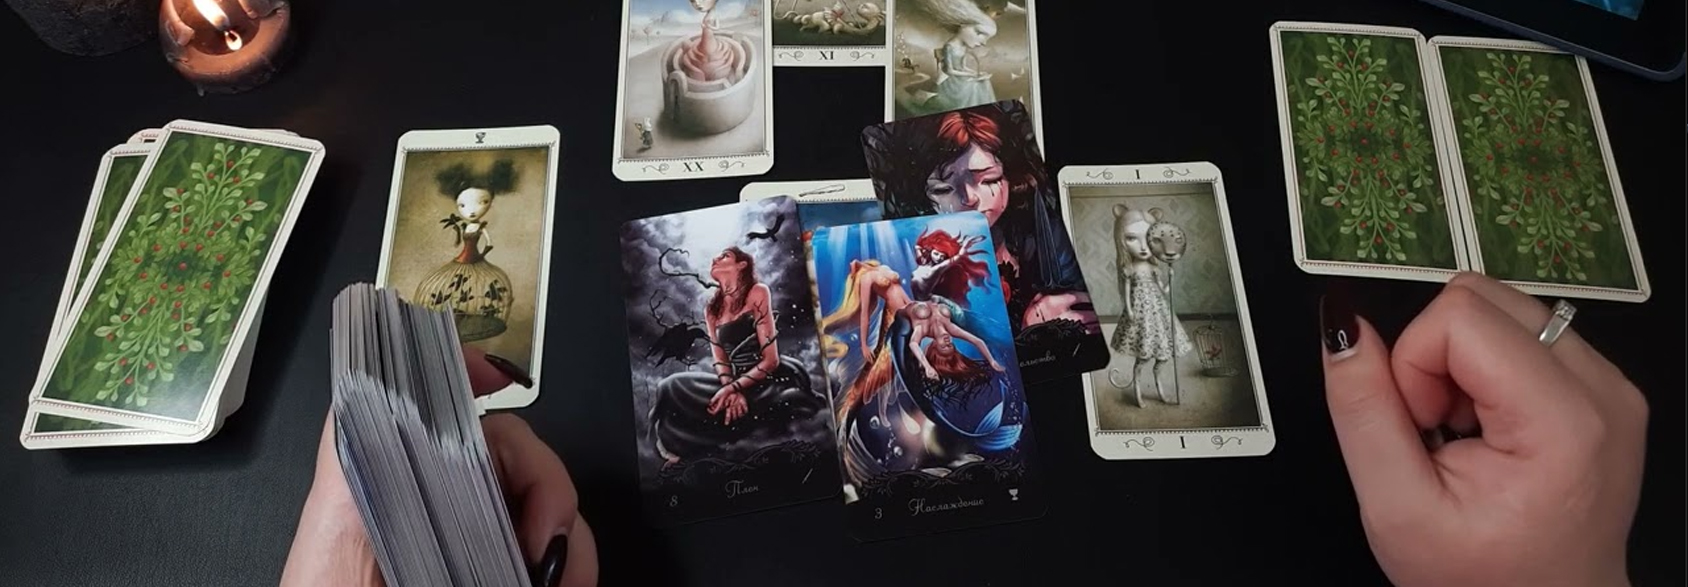 XI
XX
I
I
8 Плен
3 Наслаждение